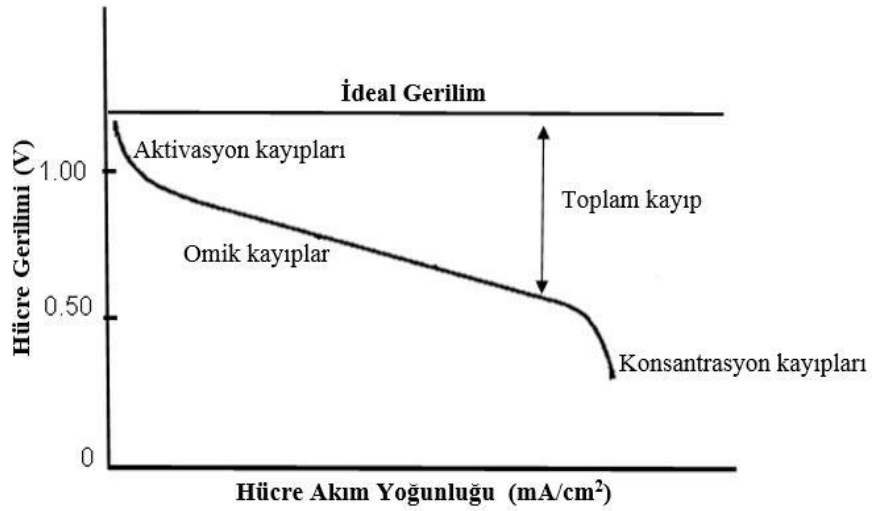 İdeal Gerilim
Aktivasyon kayıpları
1.00
Toplam kayıp
Omik kayıplar
0.50
Konsantrasyon kayıpları
0
Hücre Gerilimi (V)
Hücre Akım Yoğunluğu (mA/cm²)